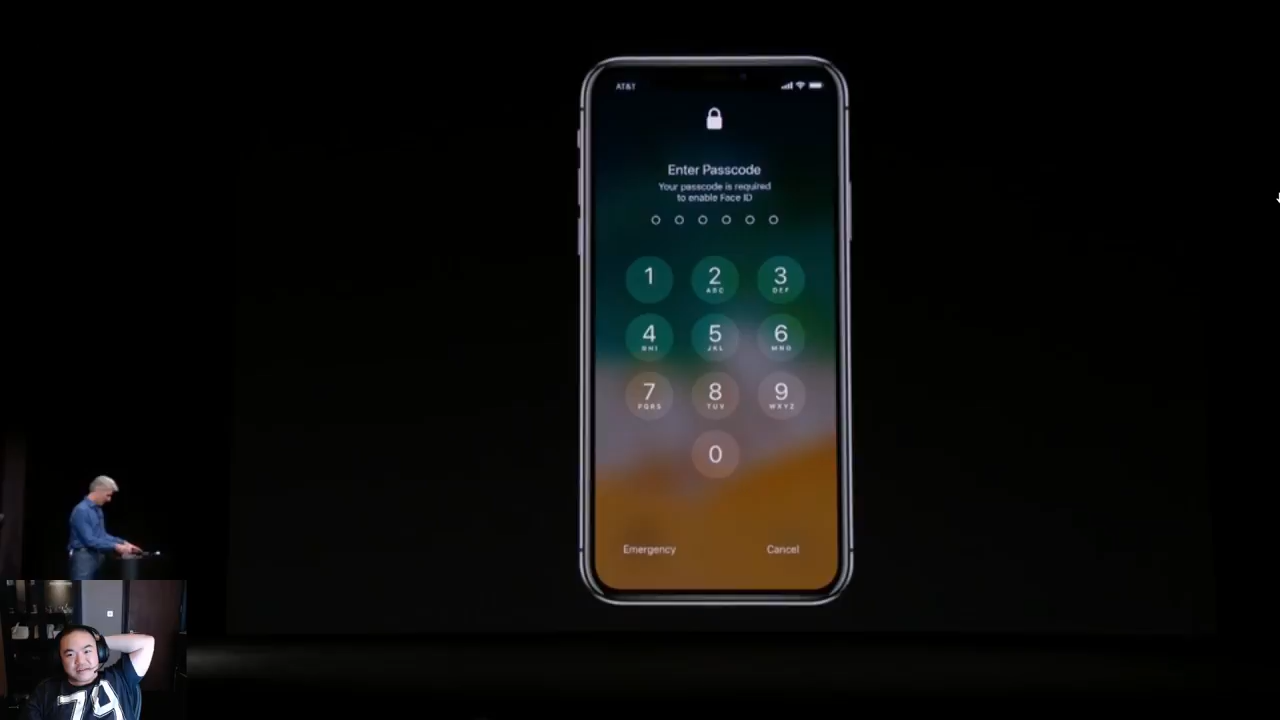 AT&T
Enter Passcode
Your passcode is required
to enable Face ID
1 2 3
ABC DEF
4 5 6
GHI JKL MNO
7 8 9
PQRS TUV WXYZ
0
Emergency Cancel
74